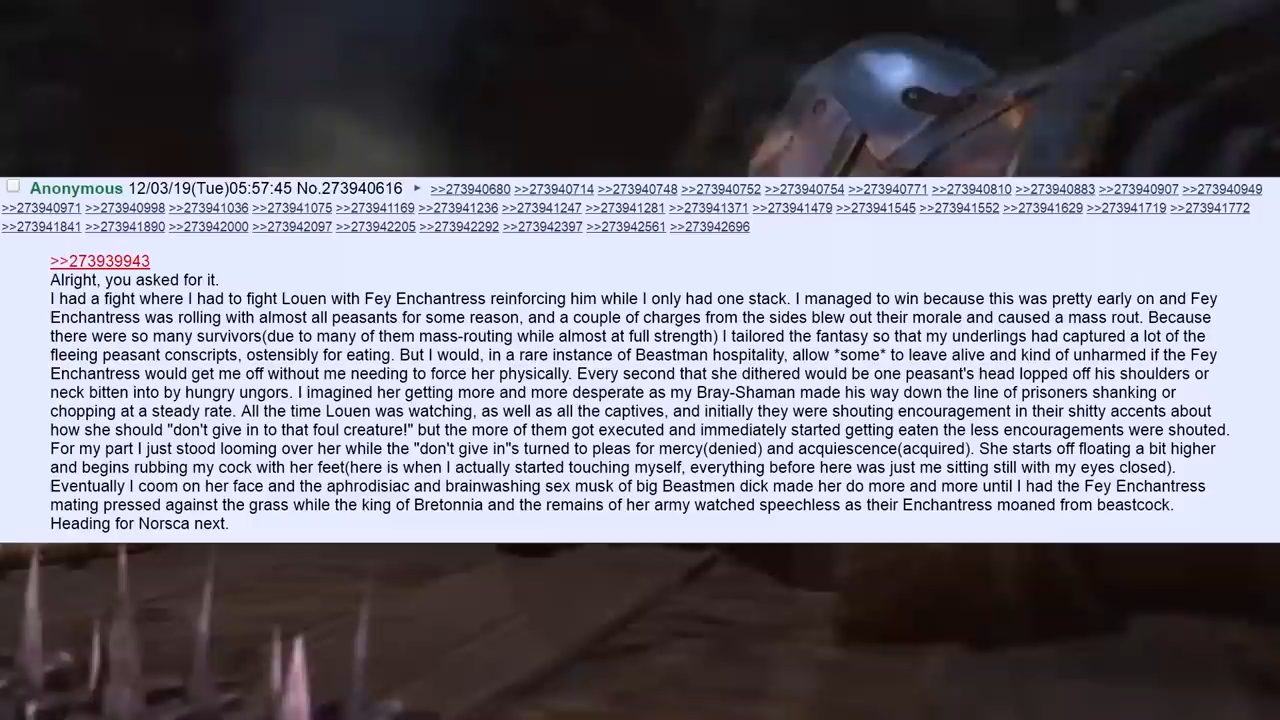 Anonymous 12/03/19(Tue)05:57:45 No.273940616 ▸ >>273940680 >>273940714 >>273940748 >>273940752 >>273940754 >>273940771 >>273940810 >>273940883 >>273940907 >>273940949
>>273940971 >>273940998 >>273941036 >>273941075 >>273941169 >>273941236 >>273941247 >>273941281 >>273941371 >>273941479 >>273941545 >>273941552 >>273941629 >>273941719 >>273941772
>>273941841 >>273941890 >>273942000 >>273942097 >>273942205 >>273942292 >>273942397 >>273942561 >>273942696
>>273939943
Alright, you asked for it.
I had a fight where I had to fight Louen with Fey Enchantress reinforcing him while I only had one stack. I managed to win because this was pretty early on and Fey
Enchantress was rolling with almost all peasants for some reason, and a couple of charges from the sides blew out their morale and caused a mass rout. Because
there were so many survivors(due to many of them mass-routing while almost at full strength) I tailored the fantasy so that my underlings had captured a lot of the
fleeing peasant conscripts, ostensibly for eating. But I would, in a rare instance of Beastman hospitality, allow *some* to leave alive and kind of unharmed if the Fey
Enchantress would get me off without me needing to force her physically. Every second that she dithered would be one peasant's head lopped off his shoulders or
neck bitten into by hungry ungors. I imagined her getting more and more desperate as my Bray-Shaman made his way down the line of prisoners shanking or
chopping at a steady rate. All the time Louen was watching, as well as all the captives, and initially they were shouting encouragement in their shitty accents about
how she should "don't give in to that foul creature!" but the more of them got executed and immediately started getting eaten the less encouragements were shouted.
For my part I just stood looming over her while the "don't give in"s turned to pleas for mercy(denied) and acquiescence(acquired). She starts off floating a bit higher
and begins rubbing my cock with her feet(here is when I actually started touching myself, everything before here was just me sitting still with my eyes closed).
Eventually I coom on her face and the aphrodisiac and brainwashing sex musk of big Beastmen dick made her do more and more until I had the Fey Enchantress
mating pressed against the grass while the king of Bretonnia and the remains of her army watched speechless as their Enchantress moaned from beastcock.
Heading for Norsca next.